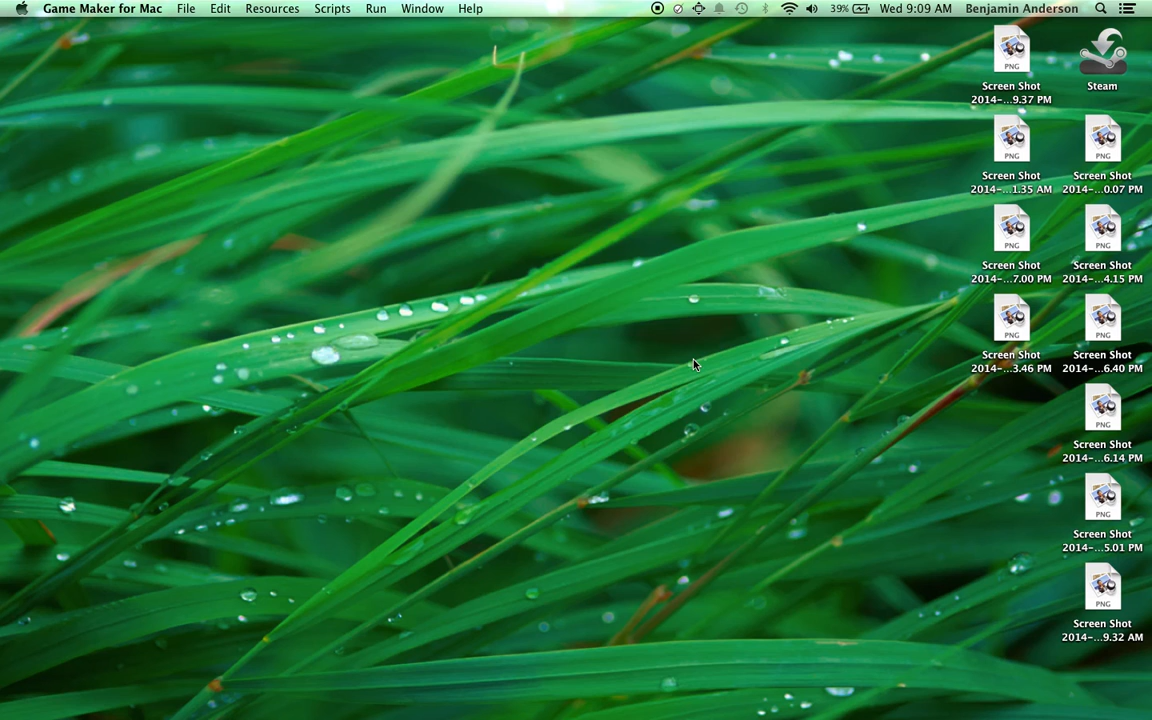 Game Maker for Mac File Edit Resources Scripts Run Window Help 39% Wed 9:09 AM Benjamin Anderson
PNG
Screen Shot
2014-...9.37 PM
Steam
PNG
Screen Shot
2014-...1.35 AM
PNG
Screen Shot
2014-...0.07 PM
PNG
Screen Shot
2014-...7.00 PM
PNG
Screen Shot
2014-...4.15 PM
PNG
Screen Shot
2014-...3.46 PM
PNG
Screen Shot
2014-...6.40 PM
PNG
Screen Shot
2014-...6.14 PM
PNG
Screen Shot
2014-...5.01 PM
PNG
Screen Shot
2014-...9.32 AM